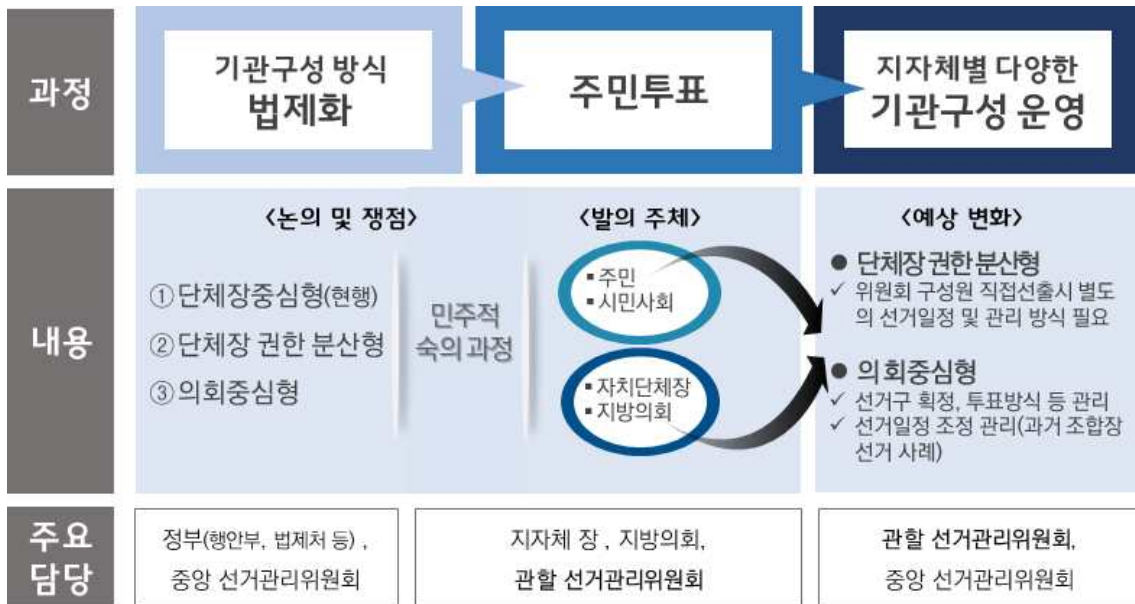 과정
기관구성 방식
법제화
주민투표
지자체별 다양한
기관구성 운영
내용
<논의 및 쟁점>
① 단체장중심형(현행)
② 단체장 권한 분산형
③ 의회중심형
민주적
숙의 과정
<발의 주체>
▪ 주민
▪ 시민사회
▪ 자치단체장
▪ 지방의회
<예상 변화>
● 단체장 권한 분산형
✓ 위원회 구성원 직접선출시 별도
의 선거일정 및 관리 방식 필요
● 의회중심형
✓ 선거구 획정, 투표방식 등 관리
✓ 선거일정 조정 관리(과거 조합장
선거 사례)
주요
담당
정부(행안부, 법제처 등) ,
중앙 선거관리위원회
지자체 장 , 지방의회,
관할 선거관리위원회
관할 선거관리위원회,
중앙 선거관리위원회